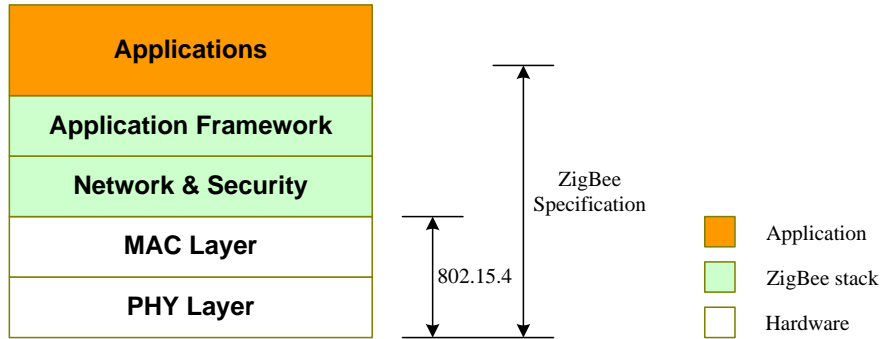 Applications
Application Framework
Network & Security
MAC Layer
PHY Layer
802.15.4
ZigBee
Specification
Application
ZigBee stack
Hardware